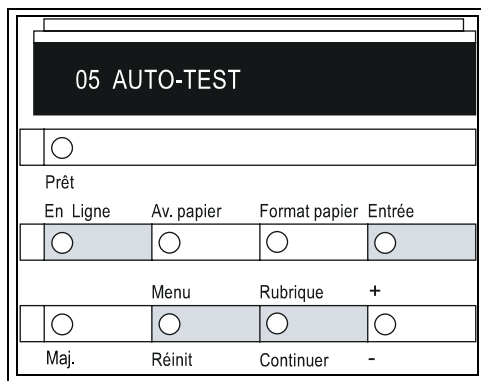 05 AUTO-TEST
Prêt
En Ligne Av. papier Format papier Entrée
Menu Rubrique +
Maj. Réinit Continuer -